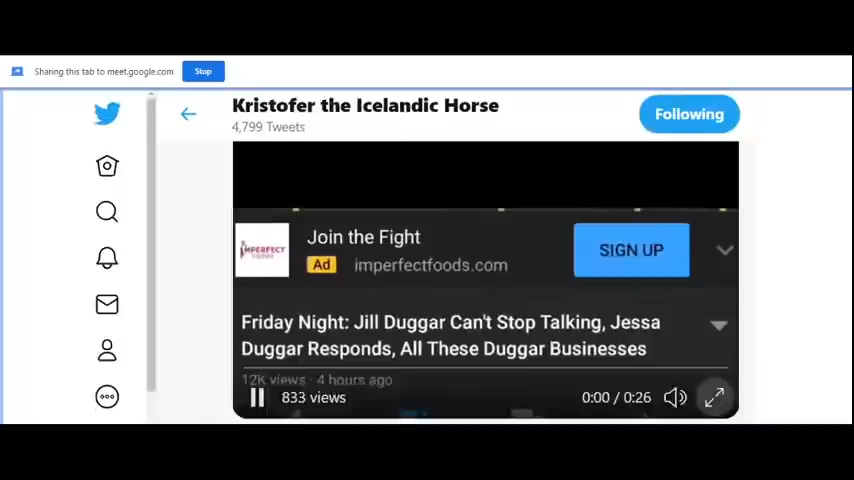 Sharing this tab to meet.google.com
Stop
Kristofer the Icelandic Horse
4,799 Tweets
Following
IMPERFECT
FOODS
Join the Fight
Ad imperfectfoods.com
SIGN UP
Friday Night: Jill Duggar Can't Stop Talking, Jessa
Duggar Responds, All These Duggar Businesses
12K views · 4 hours ago
833 views
0:00 / 0:26